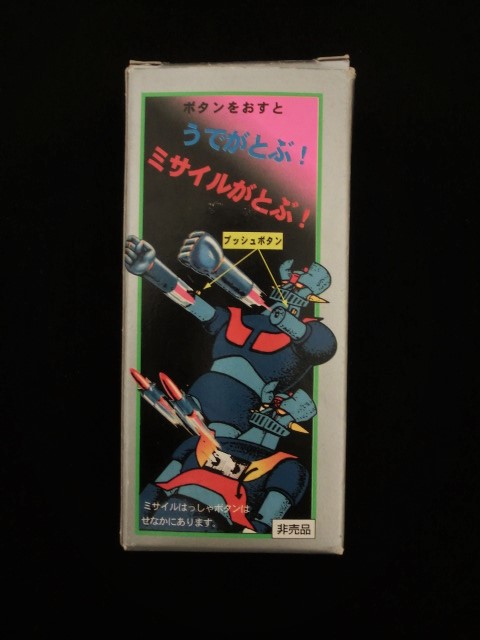 ボタンをおすと
うでがとぶ!
ミサイルがとぶ!
プッシュボタン
ミサイルはっしゃボタンは
せなかにあります。
非売品